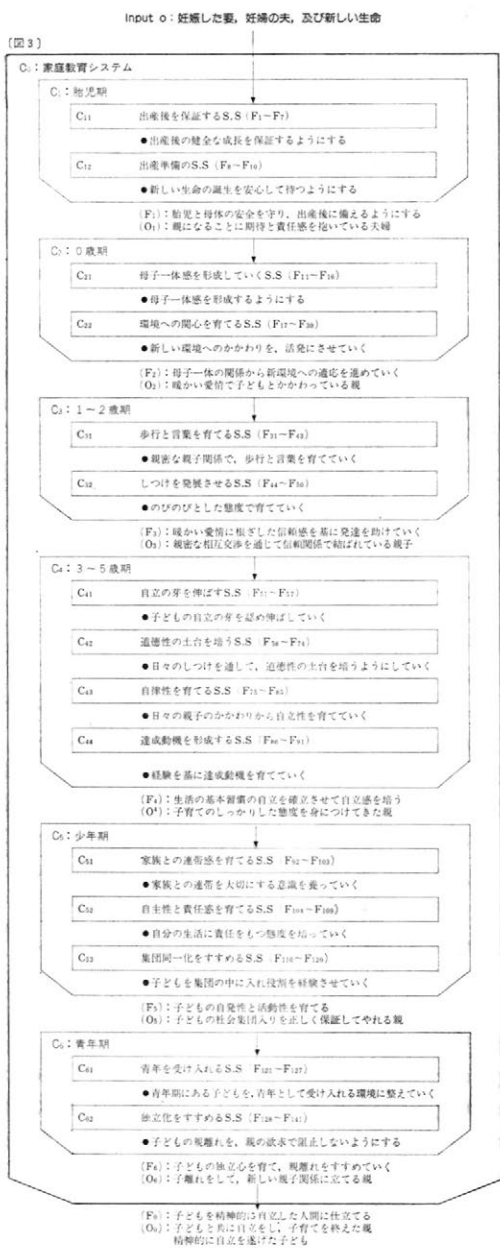 Input o：妊娠した妻，妊婦の夫，及び新しい生命
〔図3〕
C₀：家庭教育システム
C₁：胎児期
C₁₁ 出産後を保証するS.S（F₁～F₇）
●出産後の健全な成長を保証するようにする
C₁₂ 出産準備のS.S（F₈～F₁₀）
●新しい生命の誕生を安心して待つようにする
(F₁)：胎児と母体の安全を守り，出産後に備えるようにする
(O₁)：親になることに期待と責任感を抱いている夫婦
C₂：0歳期
C₂₁ 母子一体感を形成していくS.S（F₁₁～F₁₆）
●母子一体感を形成するようにする
C₂₂ 環境への関心を育てるS.S（F₁₇～F₃₀）
●新しい環境へのかかわりを，活発にさせていく
(F₂)：母子一体の関係から新環境への適応を進めていく
(O₂)：暖かい愛情で子どもとかかわっている親
C₃：1～2歳期
C₃₁ 歩行と言葉を育てるS.S（F₃₁～F₄₃）
●親密な親子関係で，歩行と言葉を育てていく
C₃₂ しつけを発展させるS.S（F₄₄～F₅₀）
●のびのびとした態度で育てていく
(F₃)：暖かい愛情に根ざした信頼感を基に発達を助けていく
(O₃)：親密な相互交渉を通じて信頼関係で結ばれている親子
C₄：3～5歳期
C₄₁ 自立の芽を伸ばすS.S（F₅₁～F₅₇）
●子どもの自立の芽を認め伸ばしていく
C₄₂ 道徳性の土台を培うS.S（F₅₈～F₇₄）
●日々のしつけを通して，道徳性の土台を培うようにしていく
C₄₃ 自律性を育てるS.S（F₇₅～F₈₅）
●日々の親子のかかわりから自立性を育てていく
C₄₄ 達成動機を形成するS.S（F₈₆～F₉₁）
●経験を基に達成動機を育てていく
(F₄)：生活の基本習慣の自立を確立させて自立感を培う
(O⁴)：子育てのしっかりした態度を身につけてきた親
C₅：少年期
C₅₁ 家族との連帯感を育てるS.S F₉₂～F₁₀₃）
●家族との連帯を大切にする意識を養っていく
C₅₂ 自主性と責任感を育てるS.S F₁₀₄～F₁₀₉）
●自分の生活に責任をもつ態度を培っていく
C₅₃ 集団同一化をすすめるS.S（F₁₁₀～F₁₂₀）
●子どもを集団の中に入れ役割を経験させていく
(F₅)：子どもの自発性と活動性を育てる
(O₅)：子どもの社会集団入りを正しく保証してやれる親
C₆：青年期
C₆₁ 青年を受け入れるS.S（F₁₂₁～F₁₂₇）
●青年期にある子どもを，青年として受け入れる環境に整えていく
C₆₂ 独立化をすすめるS.S（F₁₂₈～F₁₄₁）
●子どもの親離れを，親の欲求で阻止しないようにする
(F₆)：子どもの独立心を育て，親離れをすすめていく
(O₆)：子離れをして，新しい親子関係に立てる親
(F₀)：子どもを精神的に自立した人間に仕立てる
(O₀)：子どもと共に自立をし，子育てを終えた親
精神的に自立を遂げた子ども